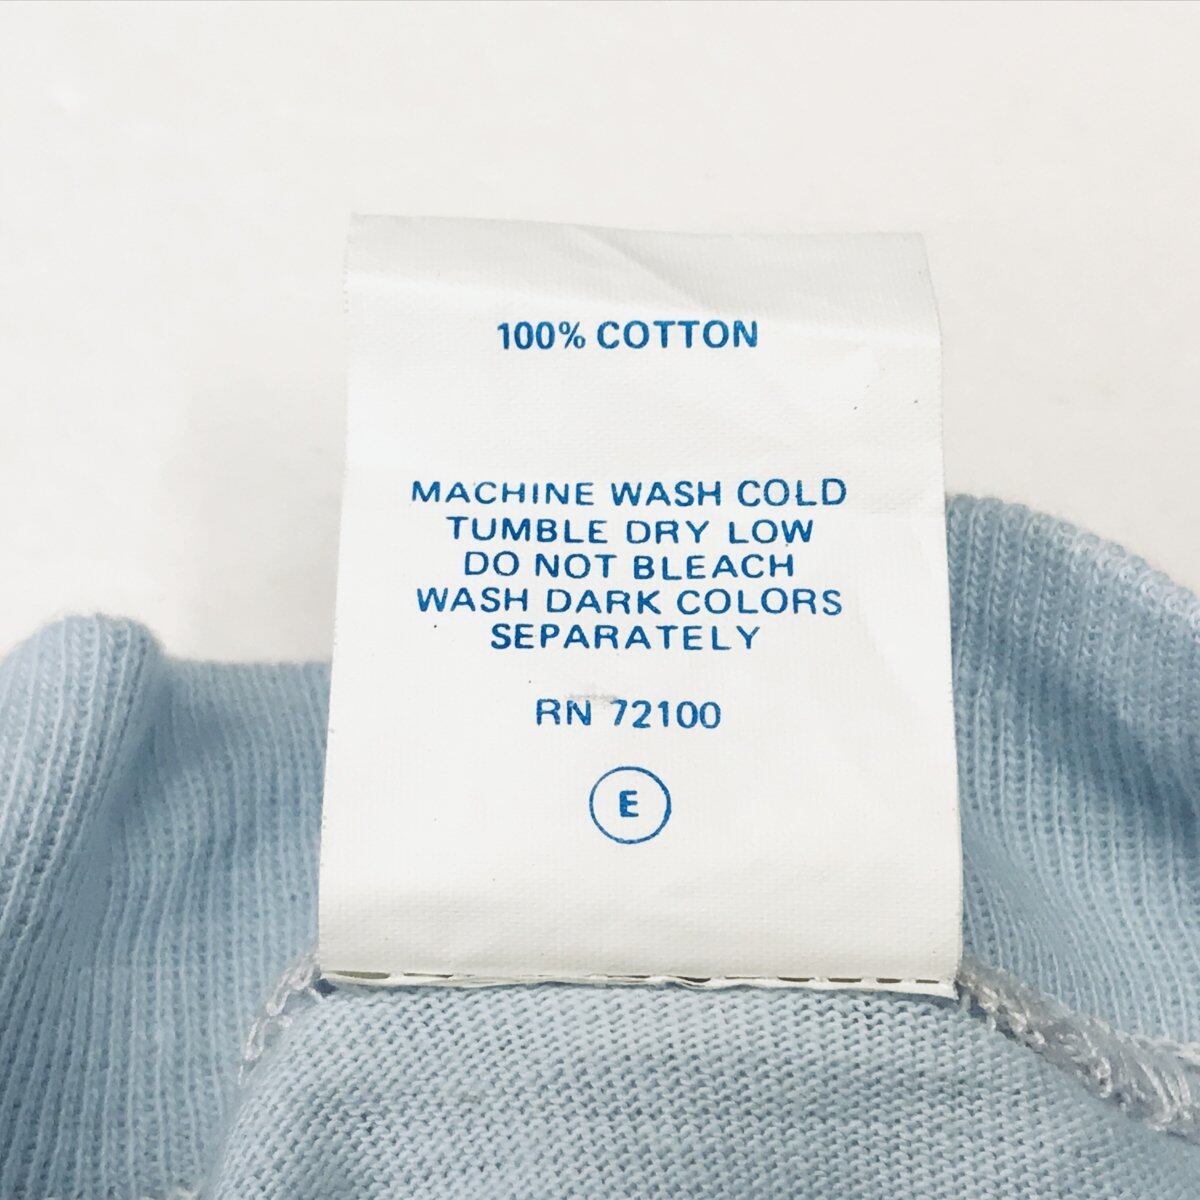 100% COTTON
MACHINE WASH COLD
TUMBLE DRY LOW
DO NOT BLEACH
WASH DARK COLORS
SEPARATELY
RN 72100
E